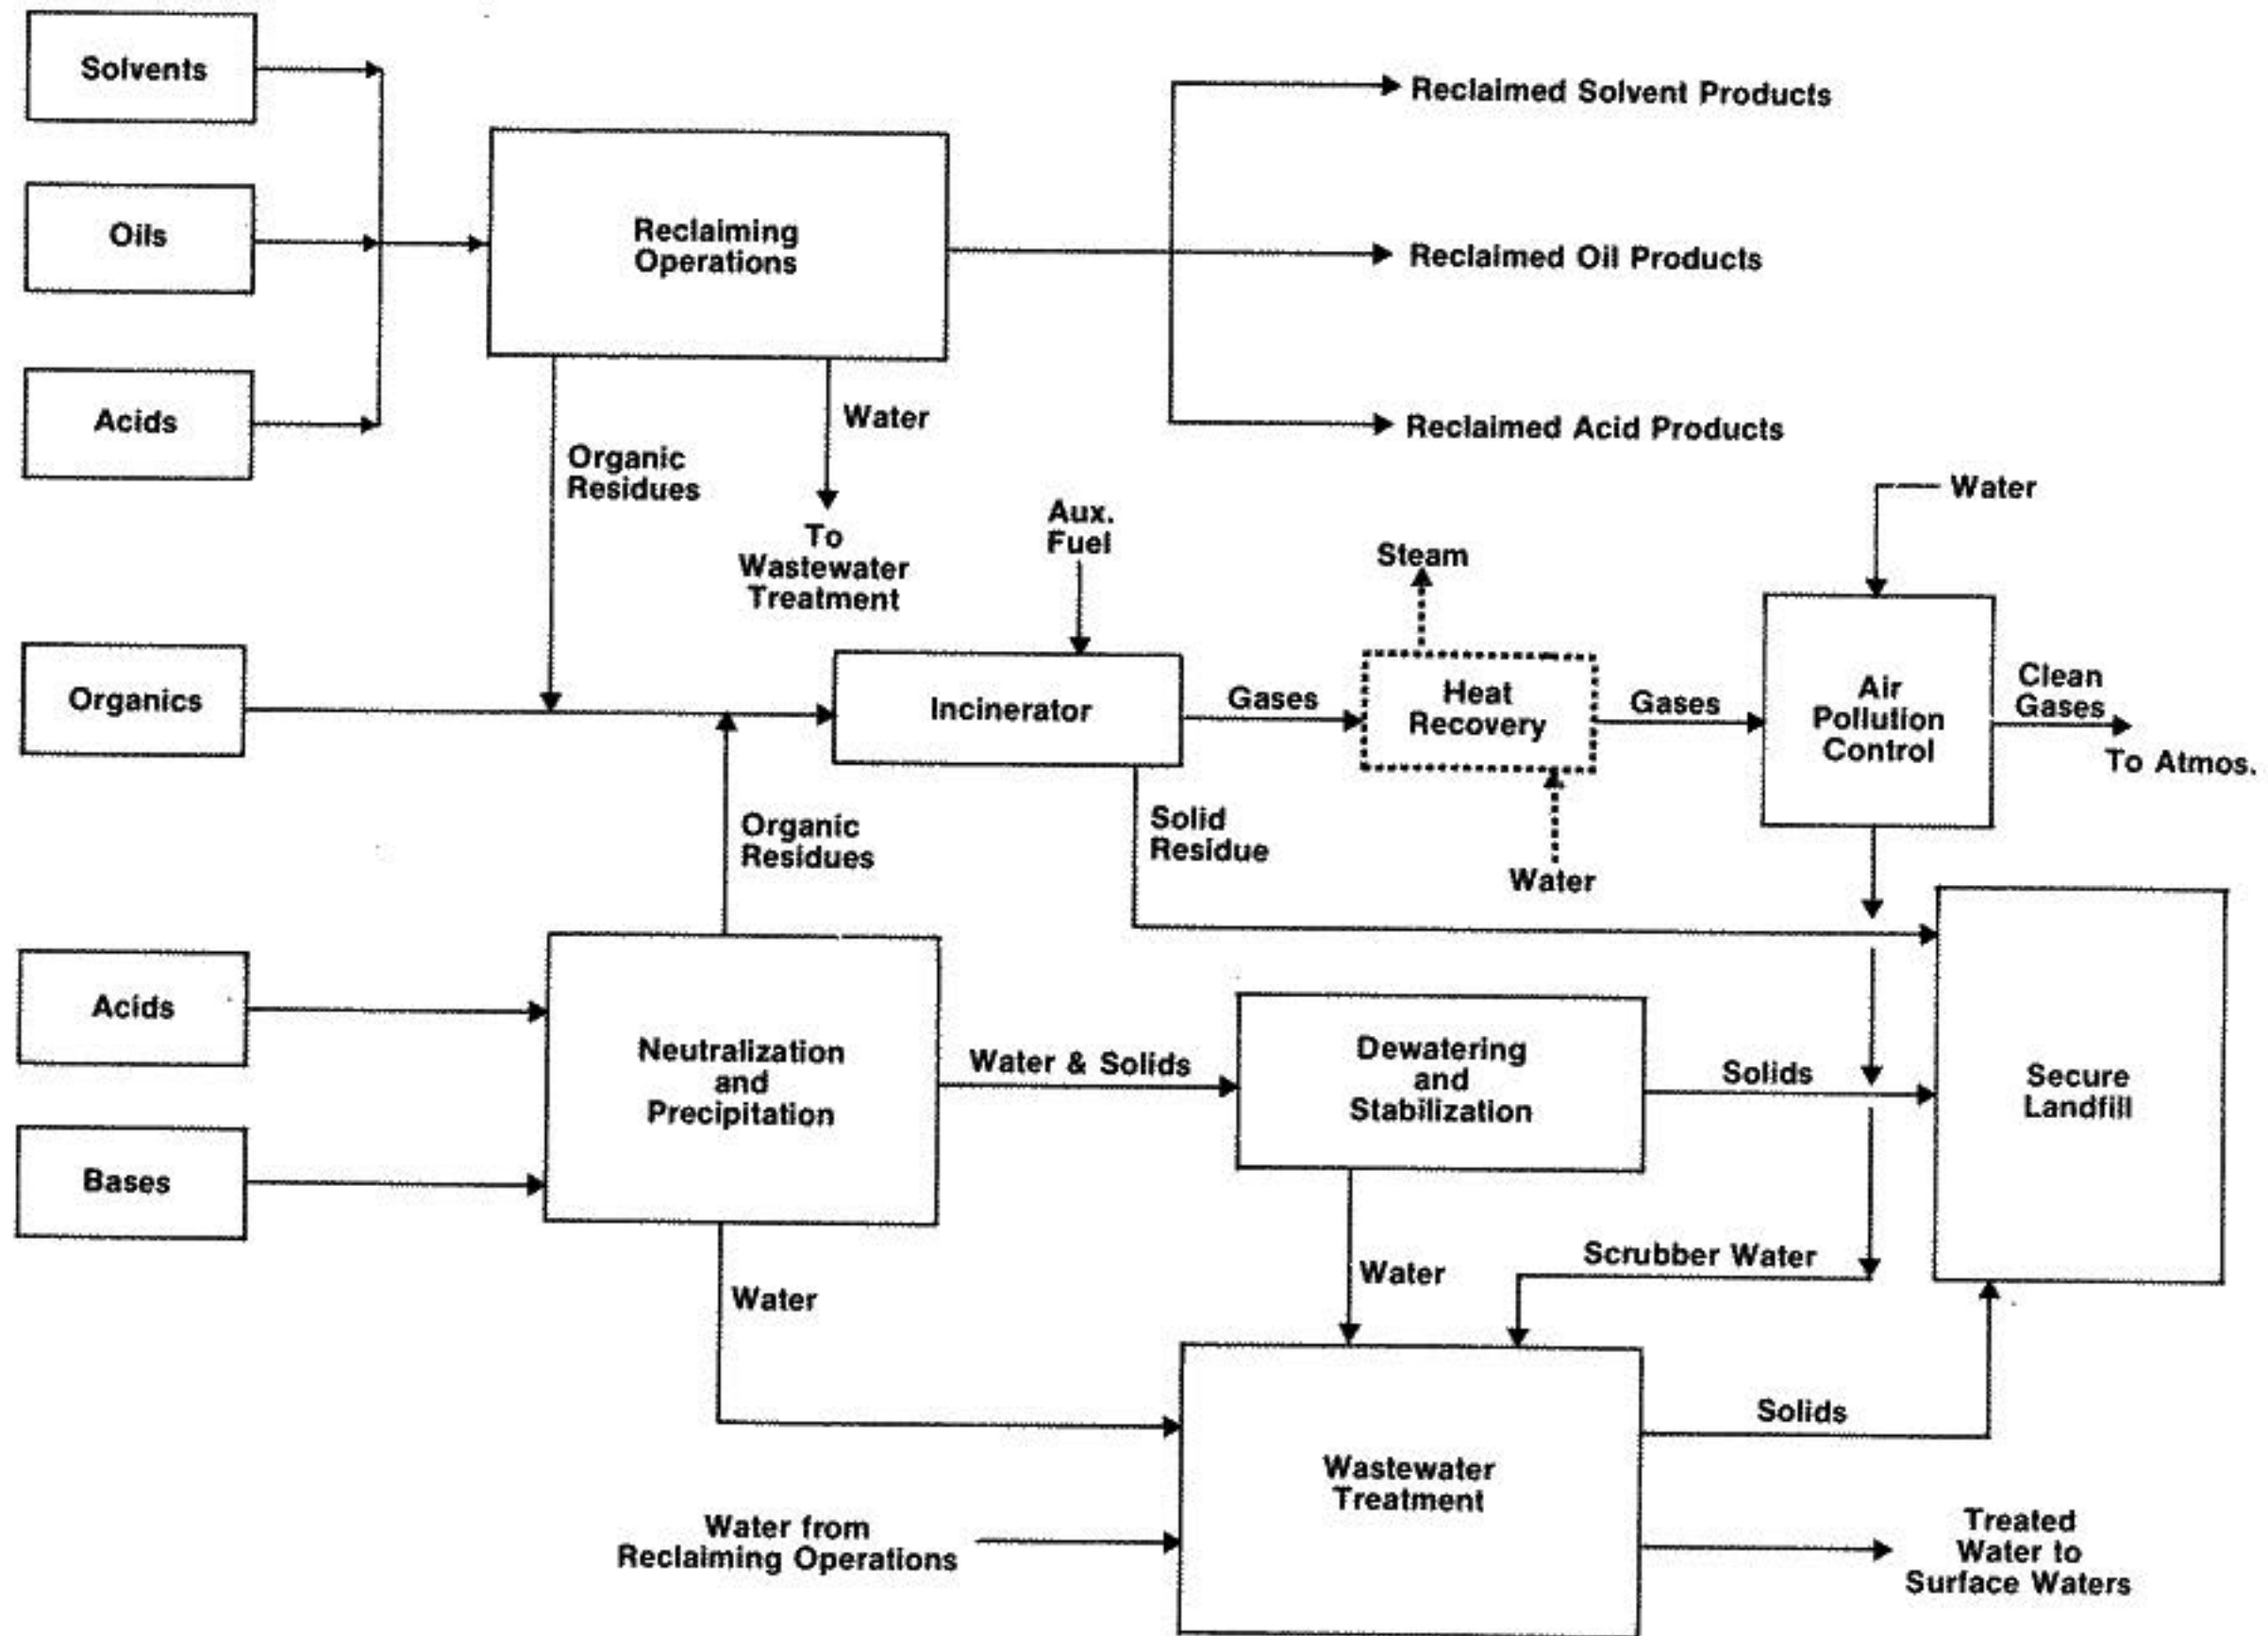 Solvents
Reclaimed Solvent Products
Oils
Reclaiming
Operations
Reclaimed Oil Products
Acids
Water
Reclaimed Acid Products
Organic
Residues
To
Wastewater
Treatment
Aux.
Fuel
Steam
Water
Organics
Incinerator
Gases
Heat
Recovery
Gases
Air
Pollution
Control
Clean
Gases
To Atmos.
Organic
Residues
Solid
Residue
Water
Acids
Bases
Neutralization
and
Precipitation
Water & Solids
Dewatering
and
Stabilization
Solids
Secure
Landfill
Water
Water
Scrubber Water
Solids
Wastewater
Treatment
Water from
Reclaiming Operations
Treated
Water to
Surface Waters